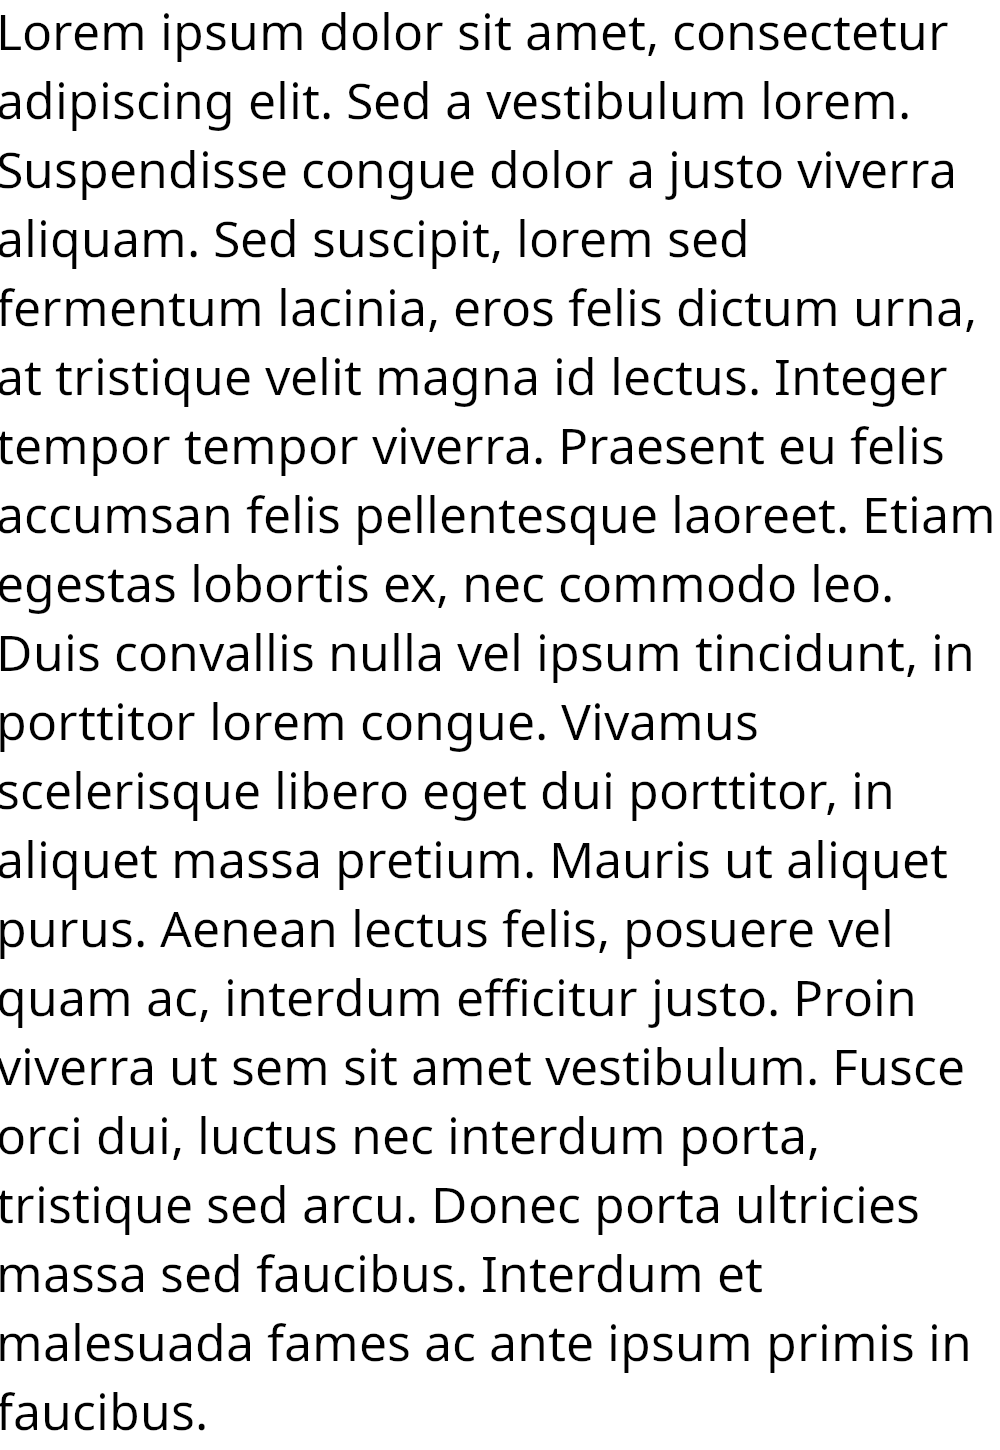 Lorem ipsum dolor sit amet, consectetur
adipiscing elit. Sed a vestibulum lorem.
Suspendisse congue dolor a justo viverra
aliquam. Sed suscipit, lorem sed
fermentum lacinia, eros felis dictum urna,
at tristique velit magna id lectus. Integer
tempor tempor viverra. Praesent eu felis
accumsan felis pellentesque laoreet. Etiam
egestas lobortis ex, nec commodo leo.
Duis convallis nulla vel ipsum tincidunt, in
porttitor lorem congue. Vivamus
scelerisque libero eget dui porttitor, in
aliquet massa pretium. Mauris ut aliquet
purus. Aenean lectus felis, posuere vel
quam ac, interdum efficitur justo. Proin
viverra ut sem sit amet vestibulum. Fusce
orci dui, luctus nec interdum porta,
tristique sed arcu. Donec porta ultricies
massa sed faucibus. Interdum et
malesuada fames ac ante ipsum primis in
faucibus.